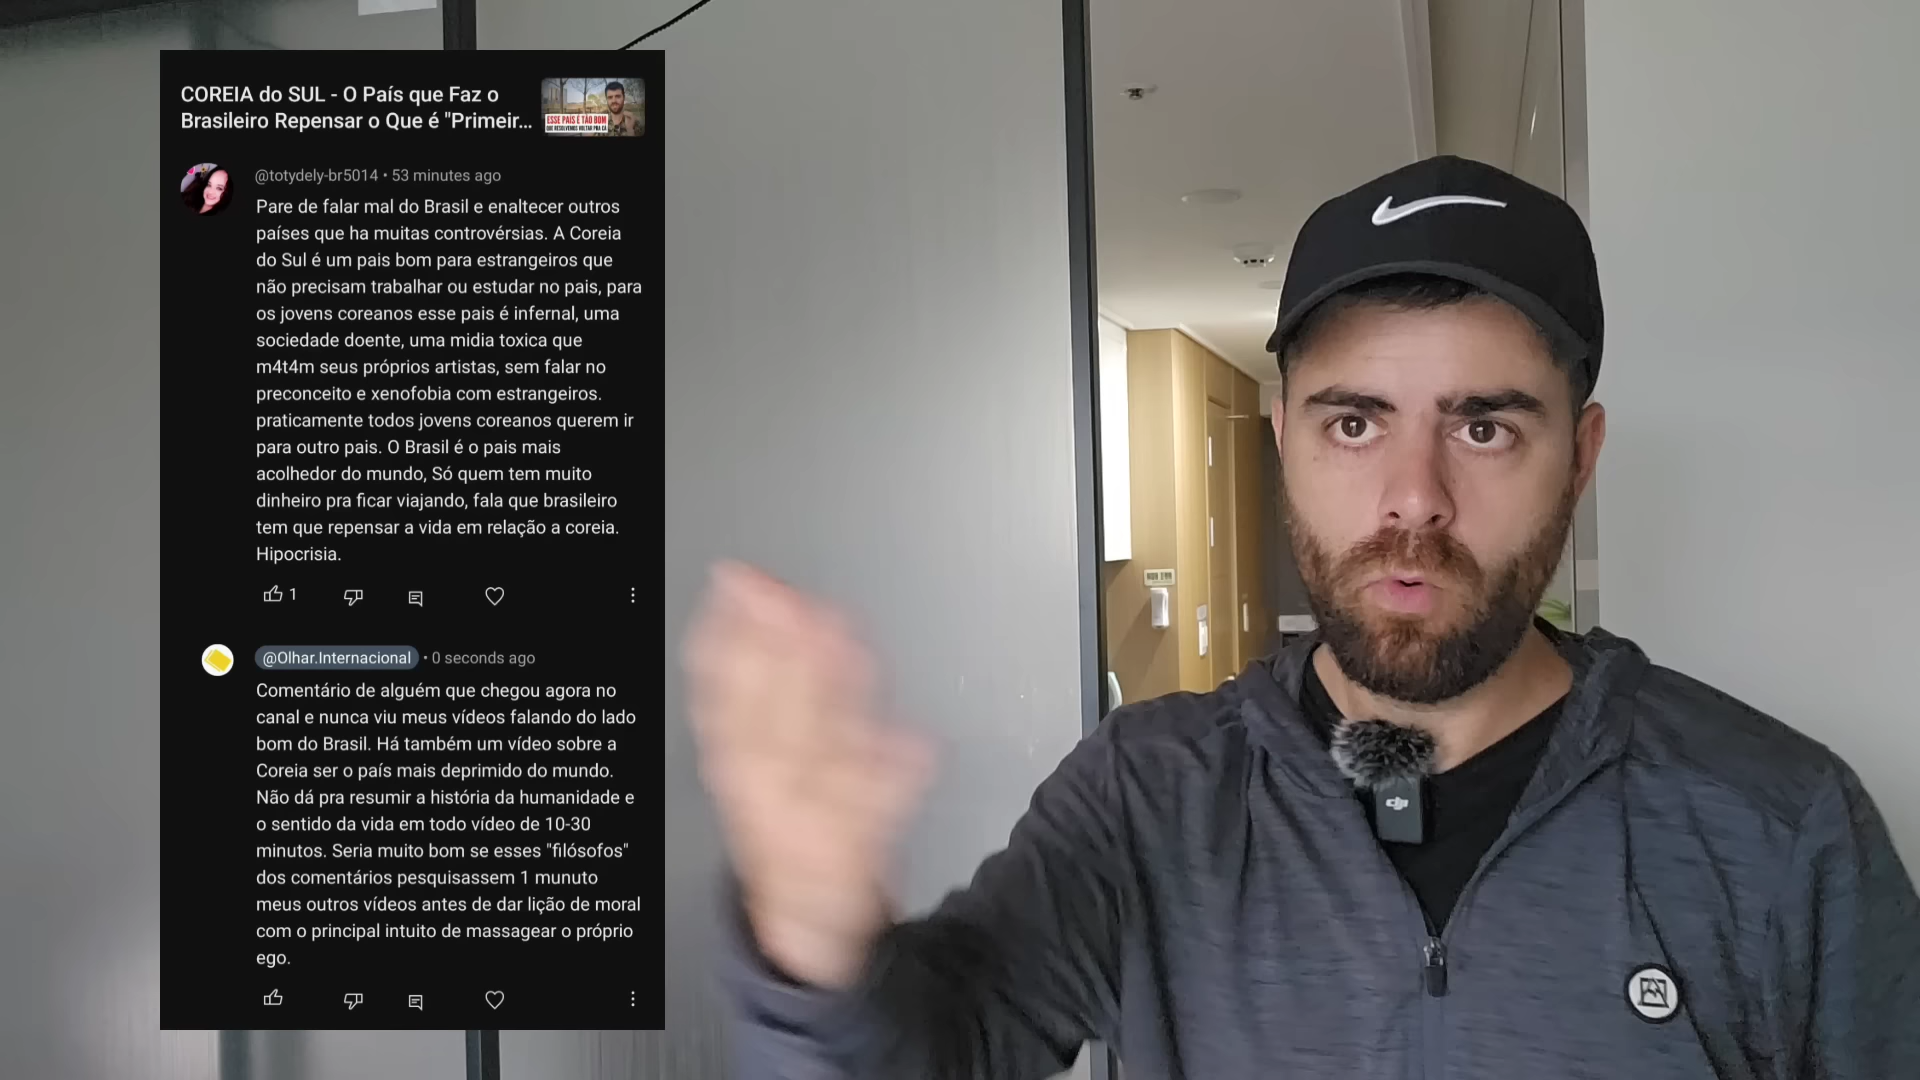 COREIA do SUL - O País que Faz o
Brasileiro Repensar o Que é "Primeir...
ESSE PAÍS É TÃO BOM
QUE RESOLVEMOS VOLTAR PRA CÁ
@totydely-br5014 • 53 minutes ago
Pare de falar mal do Brasil e enaltecer outros
países que ha muitas controvérsias. A Coreia
do Sul é um pais bom para estrangeiros que
não precisam trabalhar ou estudar no pais, para
os jovens coreanos esse pais é infernal, uma
sociedade doente, uma midia toxica que
m4t4m seus próprios artistas, sem falar no
preconceito e xenofobia com estrangeiros.
praticamente todos jovens coreanos querem ir
para outro pais. O Brasil é o pais mais
acolhedor do mundo, Só quem tem muito
dinheiro pra ficar viajando, fala que brasileiro
tem que repensar a vida em relação a coreia.
Hipocrisia.
1
@Olhar.Internacional • 0 seconds ago
Comentário de alguém que chegou agora no
canal e nunca viu meus vídeos falando do lado
bom do Brasil. Há também um vídeo sobre a
Coreia ser o país mais deprimido do mundo.
Não dá pra resumir a história da humanidade e
o sentido da vida em todo vídeo de 10-30
minutos. Seria muito bom se esses "filósofos"
dos comentários pesquisassem 1 munuto
meus outros vídeos antes de dar lição de moral
com o principal intuito de massagear o próprio
ego.
dji